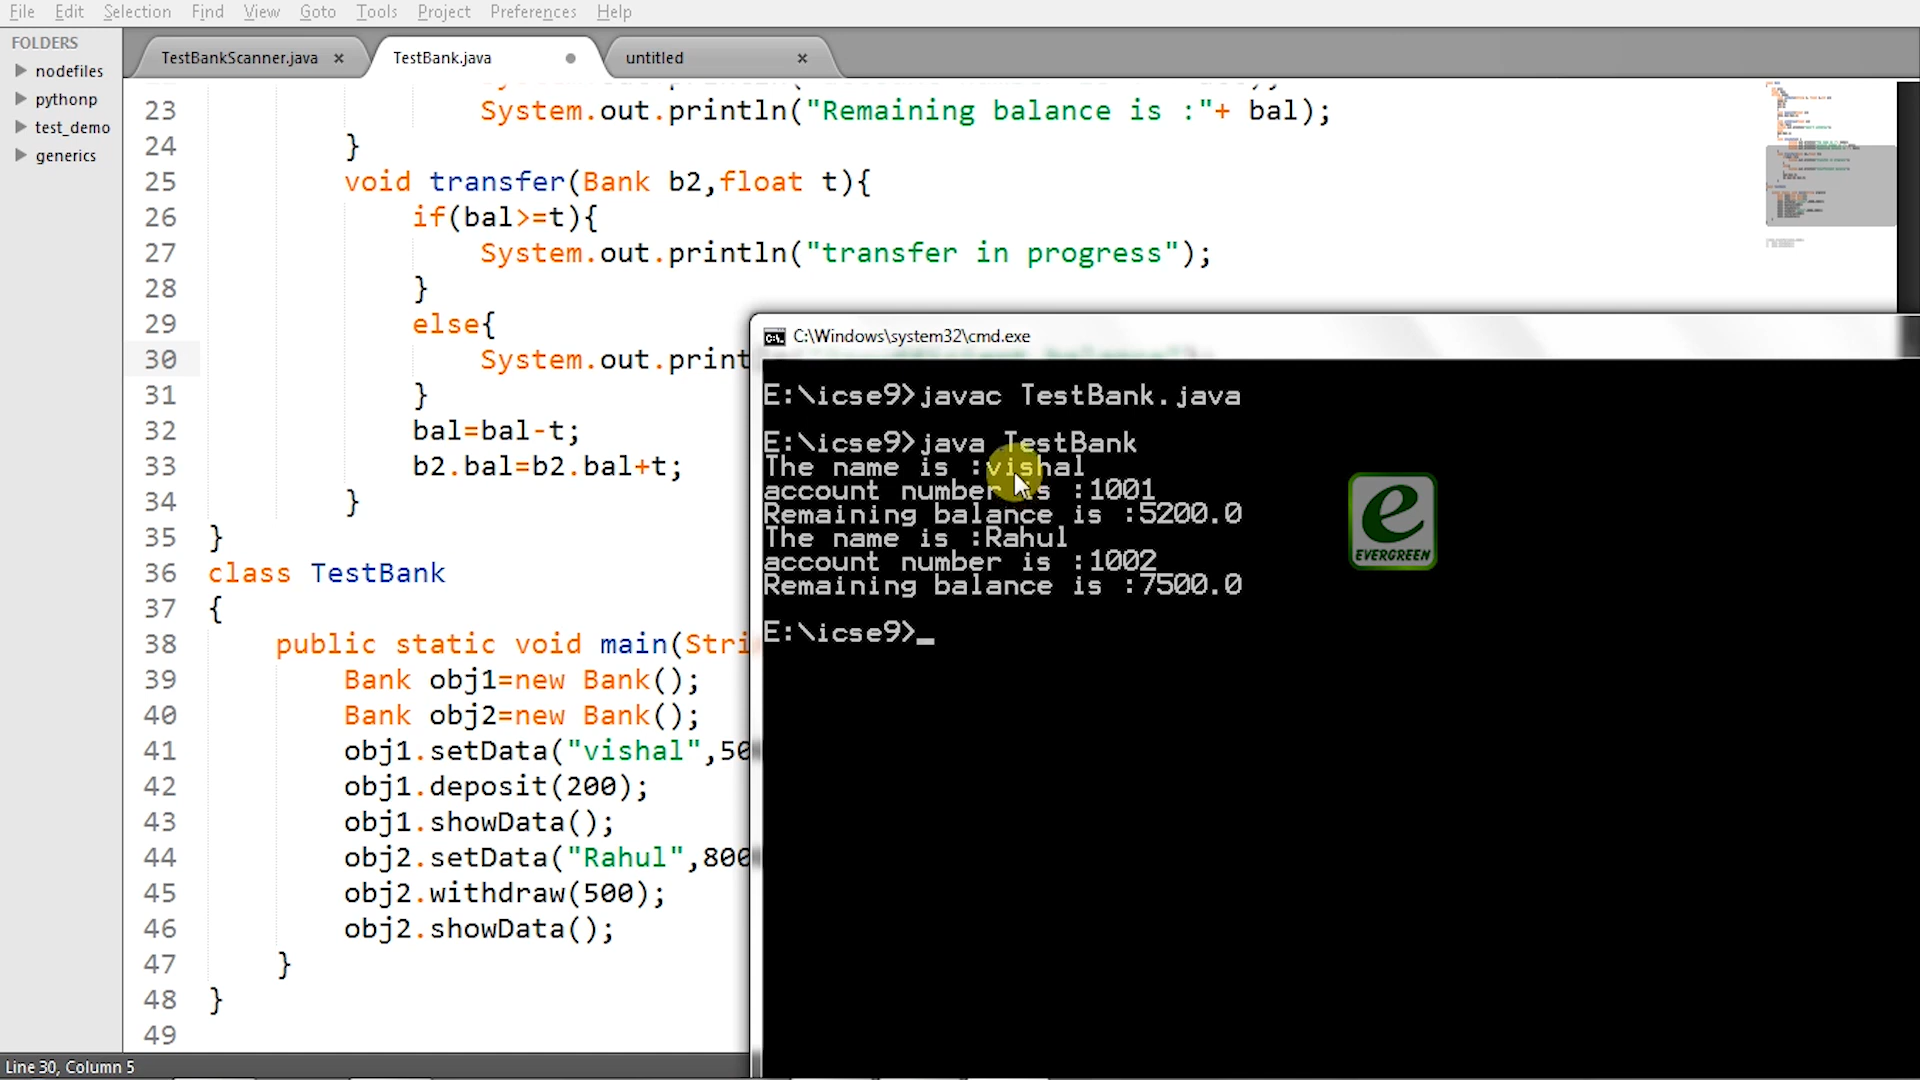 File Edit Selection Find View Goto Tools Project Preferences Help
FOLDERS
nodefiles
pythonp
test_demo
generics
TestBankScanner.java
TestBank.java
untitled
23 System.out.println("Remaining balance is :"+ bal);
24 }
25 void transfer(Bank b2,float t){
26 if(bal>=t){
27 System.out.println("transfer in progress");
28 }
29 else{
30 System.out.print
31 }
32 bal=bal-t;
33 b2.bal=b2.bal+t;
34 }
35 }
36 class TestBank
37 {
38 public static void main(Stri
39 Bank obj1=new Bank();
40 Bank obj2=new Bank();
41 obj1.setData("vishal",50
42 obj1.deposit(200);
43 obj1.showData();
44 obj2.setData("Rahul",800
45 obj2.withdraw(500);
46 obj2.showData();
47 }
48 }
49
C:\Windows\system32\cmd.exe
E:\icse9>javac TestBank.java
E:\icse9>java TestBank
The name is :vishal
account number is :1001
Remaining balance is :5200.0
The name is :Rahul
account number is :1002
Remaining balance is :7500.0
E:\icse9>_
e
EVERGREEN
Line 30, Column 5